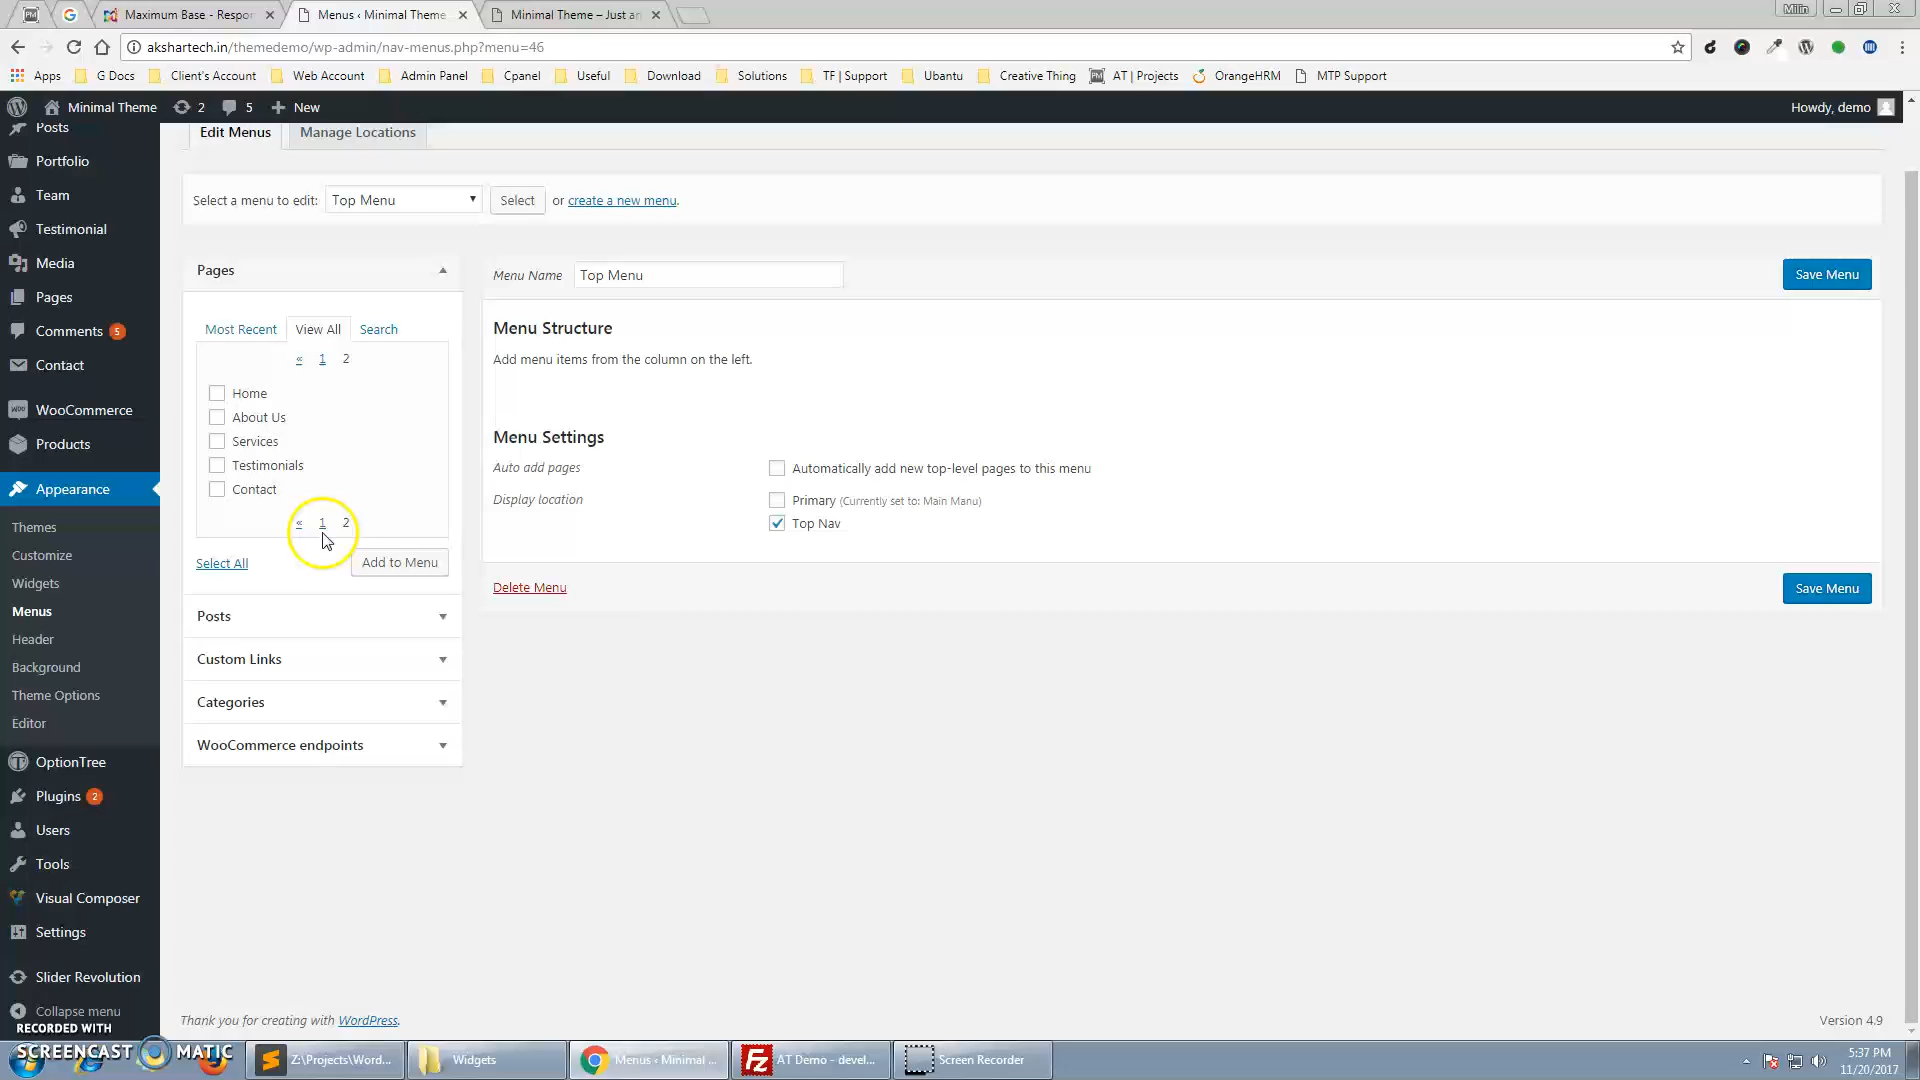 Maximum Base - Respo
Menus ‹ Minimal Theme
Minimal Theme – Just a
Milin
akshartech.in/themedemo/wp-admin/nav-menus.php?menu=46
Apps
G Docs
Client's Account
Web Account
Admin Panel
Cpanel
Useful
Download
Solutions
TF | Support
Ubantu
Creative Thing
AT | Projects
OrangeHRM
MTP Support
Minimal Theme
2
5
New
Howdy, demo
Posts
Portfolio
Team
Testimonial
Media
Pages
Comments 5
Contact
WooCommerce
Products
Appearance
Themes
Customize
Widgets
Menus
Header
Background
Theme Options
Editor
OptionTree
Plugins 2
Users
Tools
Visual Composer
Settings
Slider Revolution
Collapse menu
Edit Menus
Manage Locations
Select a menu to edit: Top Menu Select or create a new menu.
Pages
Most Recent View All Search
« 1 2
Home
About Us
Services
Testimonials
Contact
« 1 2
Select All
Add to Menu
Posts
Custom Links
Categories
WooCommerce endpoints
Menu Name Top Menu
Save Menu
Menu Structure
Add menu items from the column on the left.
Menu Settings
Auto add pages
Automatically add new top-level pages to this menu
Display location
Primary (Currently set to: Main Manu)
Top Nav
Delete Menu
Save Menu
Thank you for creating with WordPress.
Version 4.9
RECORDED WITH
SCREENCAST MATIC
Z:\Projects\Word...
Widgets
Menus ‹ Minimal ...
AT Demo - devel...
Screen Recorder
5:37 PM
11/20/2017